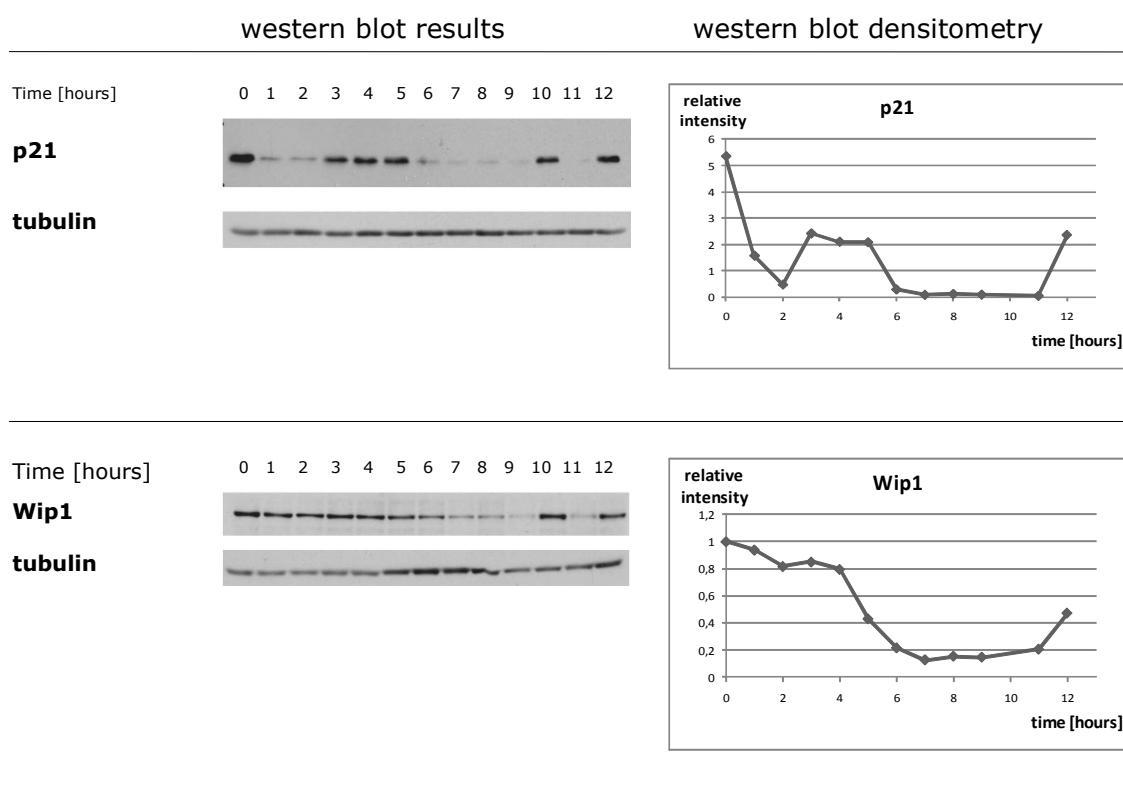 western blot results western blot densitometry
Time [hours] 0 1 2 3 4 5 6 7 8 9 10 11 12
p21
tubulin
relative intensity
p21
6
5
4
3
2
1
0
0 2 4 6 8 10 12
time [hours]
Time [hours] 0 1 2 3 4 5 6 7 8 9 10 11 12
Wip1
tubulin
relative intensity
Wip1
1,2
1
0,8
0,6
0,4
0,2
0
0 2 4 6 8 10 12
time [hours]